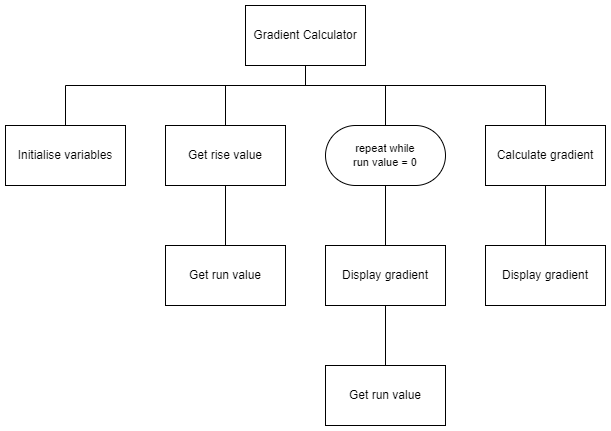 Gradient Calculator
Initialise variables
Get rise value
repeat while
run value = 0
Calculate gradient
Get run value
Display gradient
Display gradient
Get run value